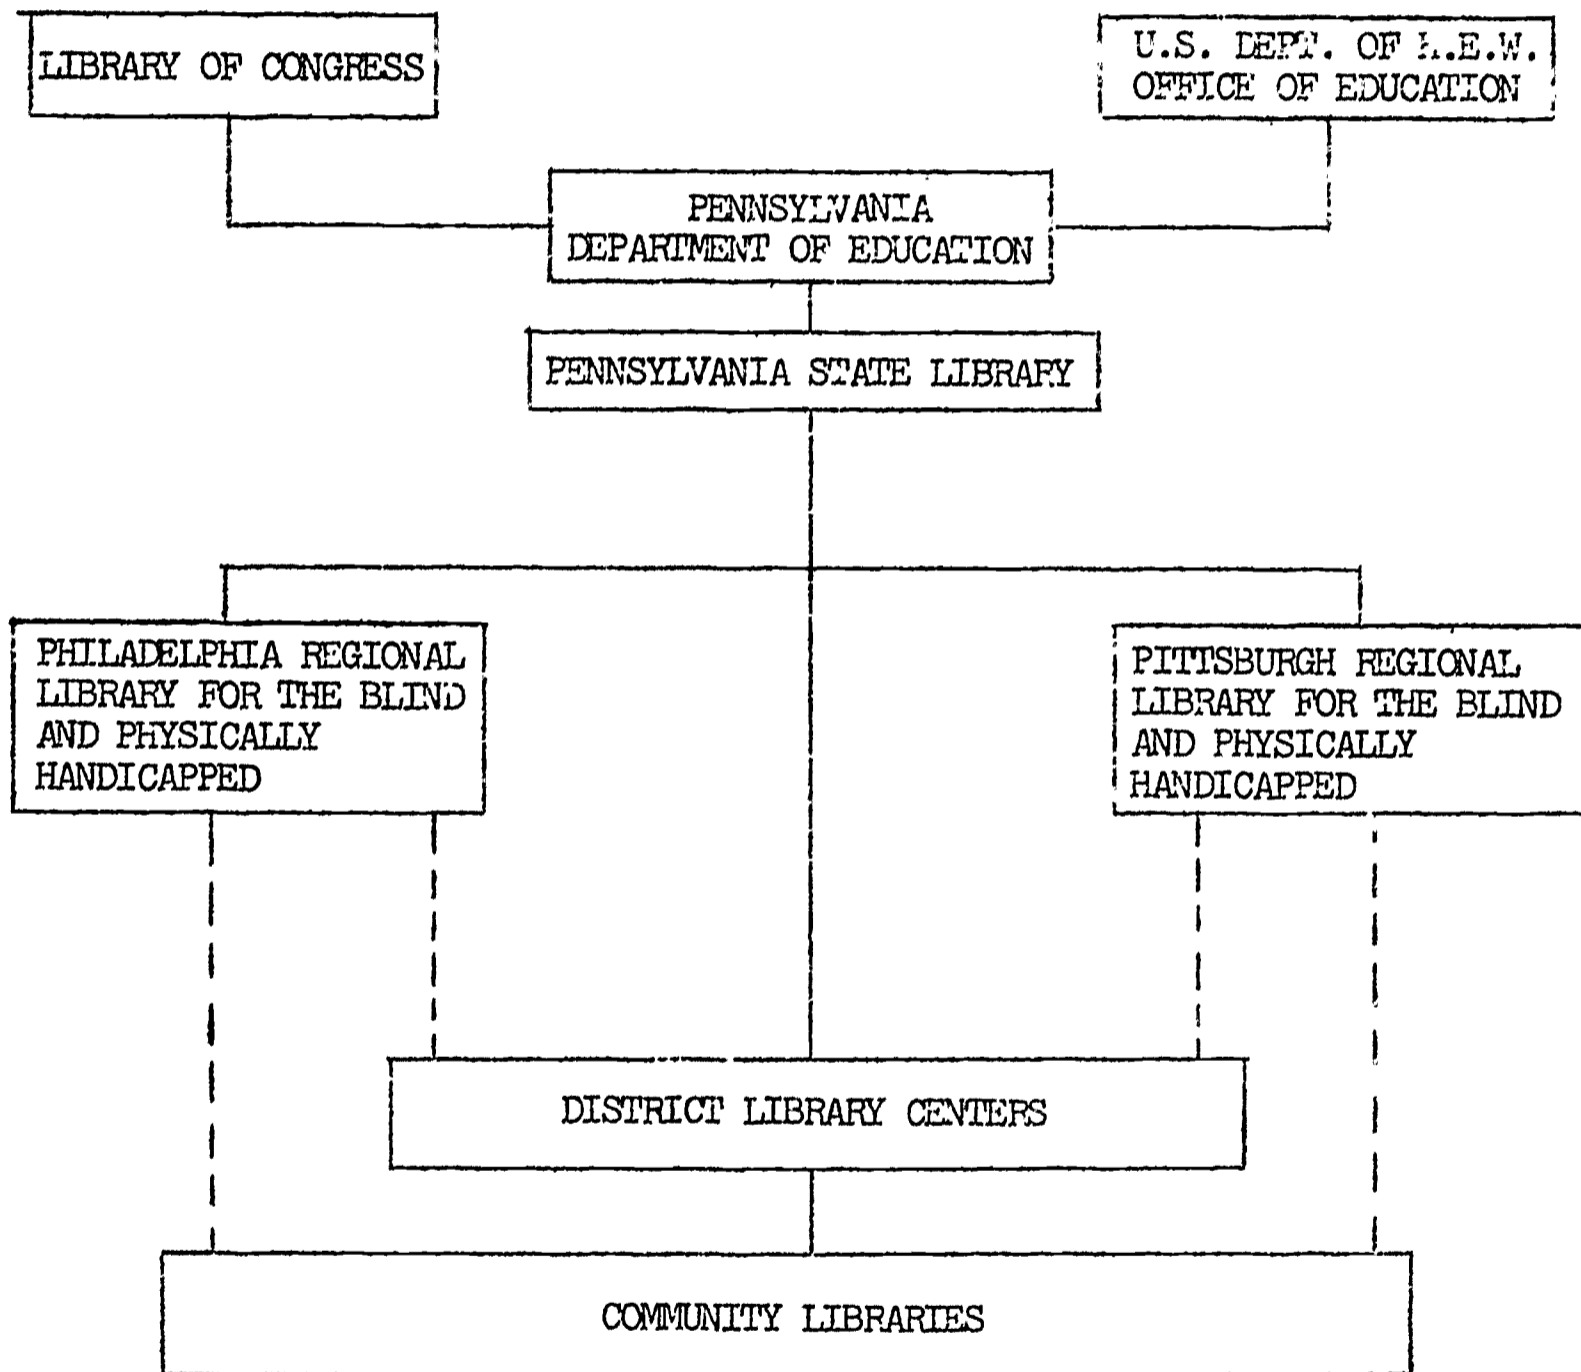 LIBRARY OF CONGRESS
U.S. DEPT. OF H.E.W.
OFFICE OF EDUCATION
PENNSYLVANIA
DEPARTMENT OF EDUCATION
PENNSYLVANIA STATE LIBRARY
PHILADELPHIA REGIONAL
LIBRARY FOR THE BLIND
AND PHYSICALLY
HANDICAPPED
PITTSBURGH REGIONAL
LIBRARY FOR THE BLIND
AND PHYSICALLY
HANDICAPPED
DISTRICT LIBRARY CENTERS
COMMUNITY LIBRARIES